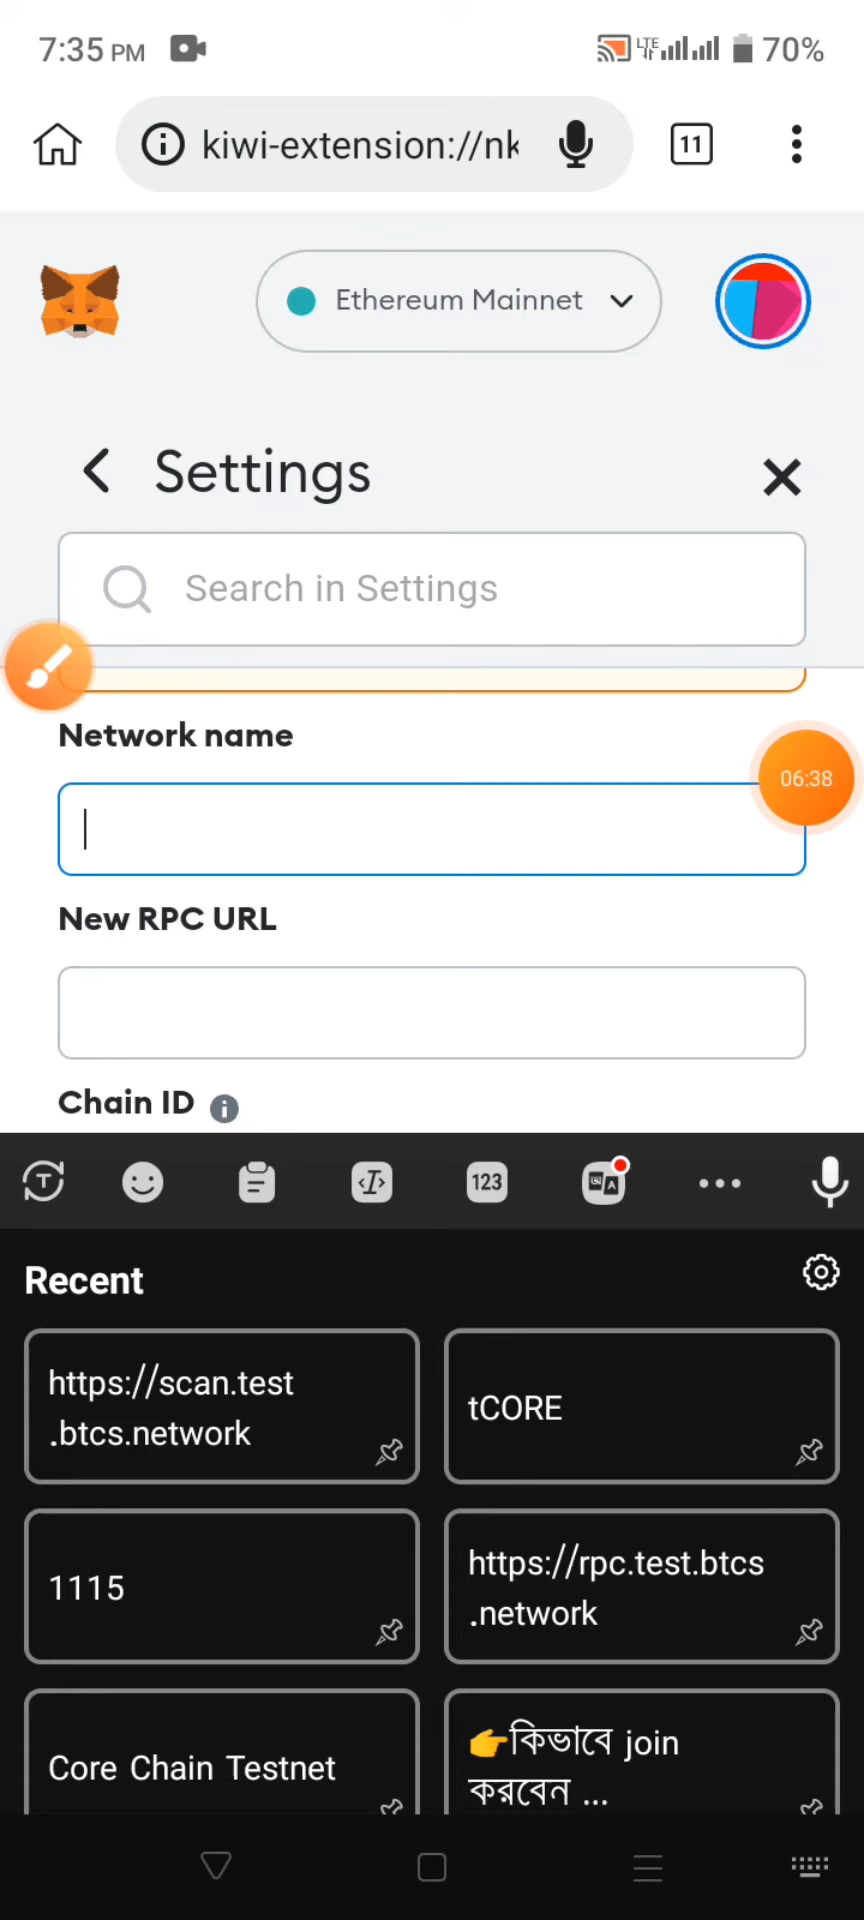 7:35 PM
LTE
70%
kiwi-extension://nk
11
Ethereum Mainnet
Settings
Search in Settings
Network name
06:38
New RPC URL
Chain ID
123
Recent
https://scan.test
.btcs.network
tCORE
1115
https://rpc.test.btcs
.network
Core Chain Testnet
👉কিভাবে join
করবেন ...